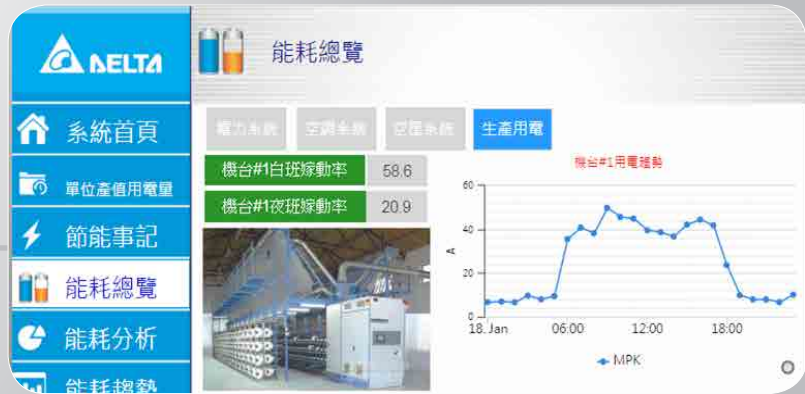 DELTA
能耗總覽
系統首頁
單位產值用電量
節能事記
能耗總覽
能耗分析
能耗趨勢
電力系統 空調系統 空壓系統 生產用電
機台#1白班嫁動率 58.6
機台#1夜班嫁動率 20.9
機台#1用電趨勢
60
40
20
0
A
18. Jan 06:00 12:00 18:00
MPK